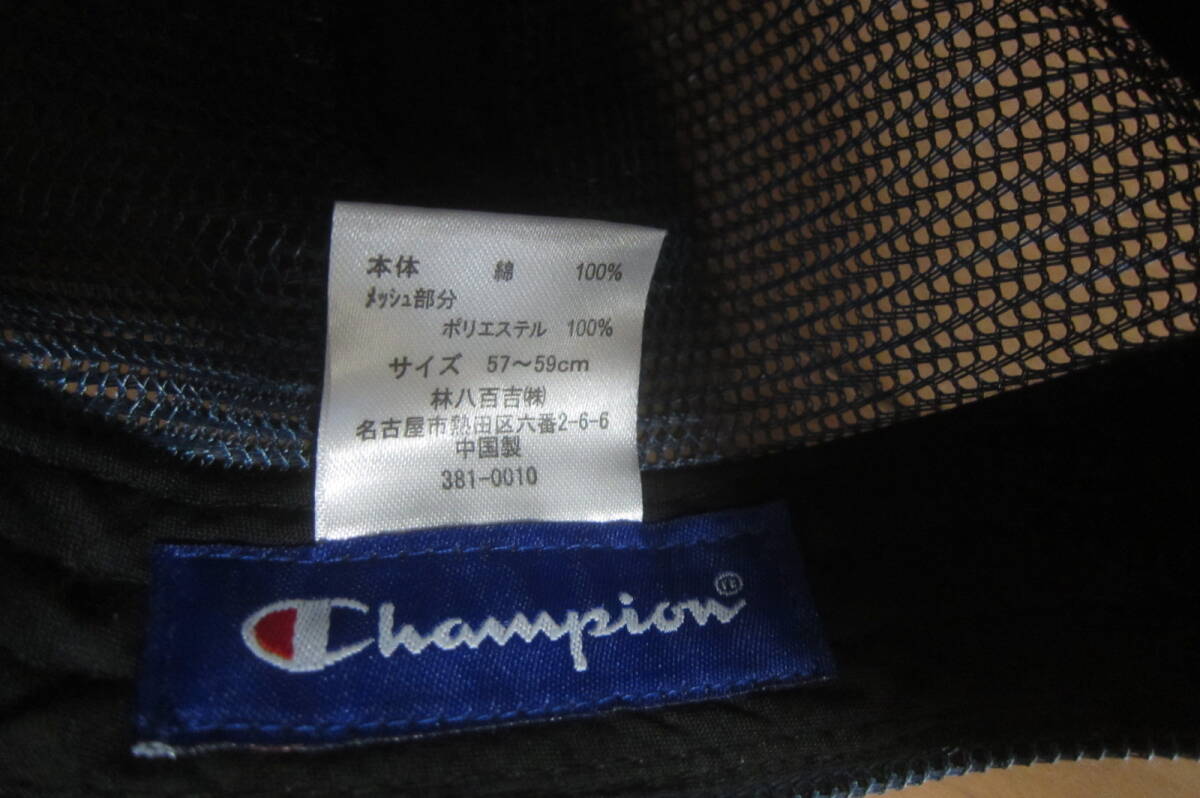 本体 綿 100%
ﾒｯｼｭ部分
ポリエステル 100%
サイズ 57～59cm
林八百吉㈱
名古屋市熱田区六番2-6-6
中国製
381-0010
Champion®